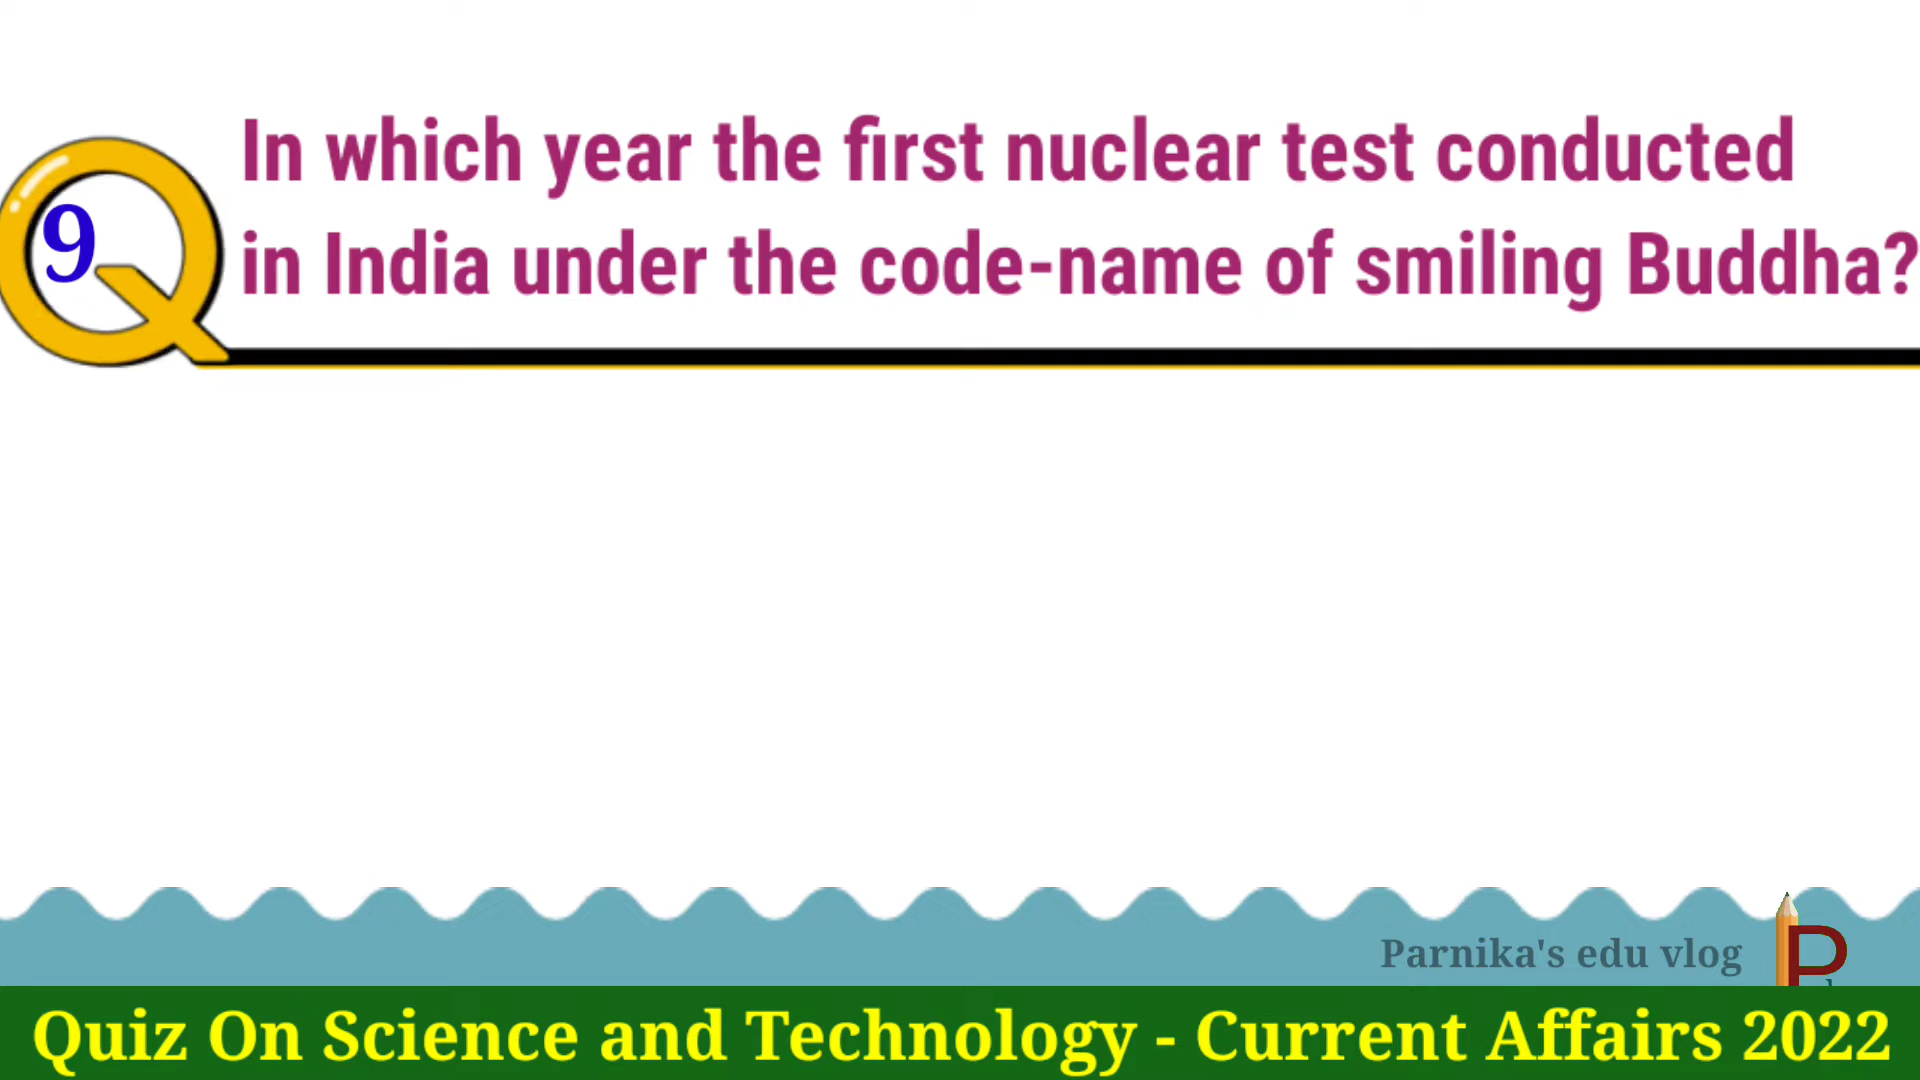 In which year the first nuclear test conducted
9
in India under the code-name of smiling Buddha?
Parnika's edu vlog
P
Quiz On Science and Technology - Current Affairs 2022